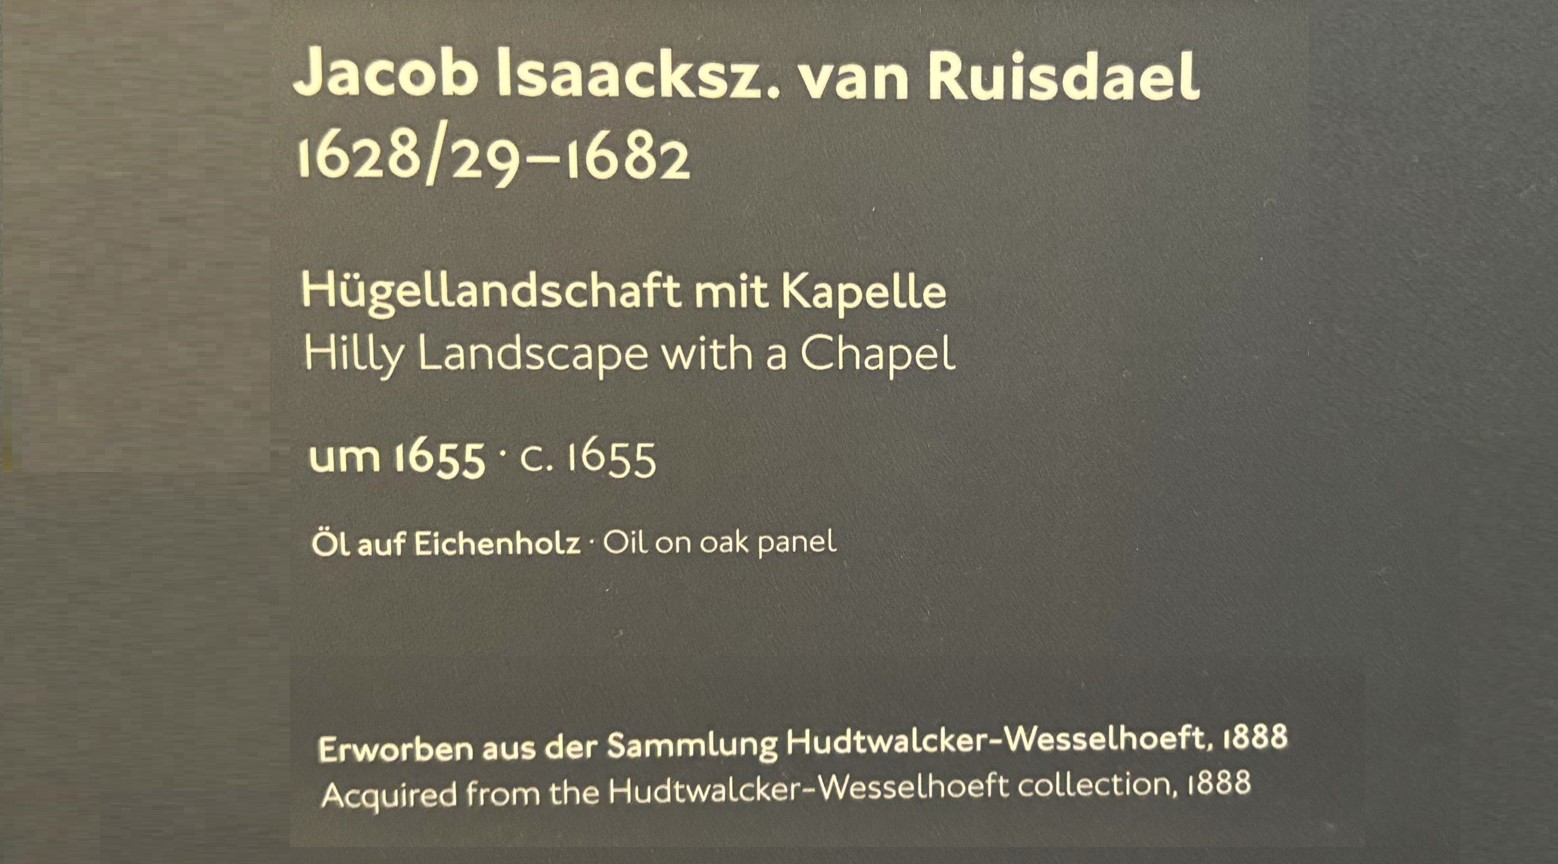 Jacob Isaacksz. van Ruisdael
1628/29–1682
Hügellandschaft mit Kapelle
Hilly Landscape with a Chapel
um 1655 · c. 1655
Öl auf Eichenholz · Oil on oak panel
Erworben aus der Sammlung Hudtwalcker-Wesselhoeft, 1888
Acquired from the Hudtwalcker-Wesselhoeft collection, 1888